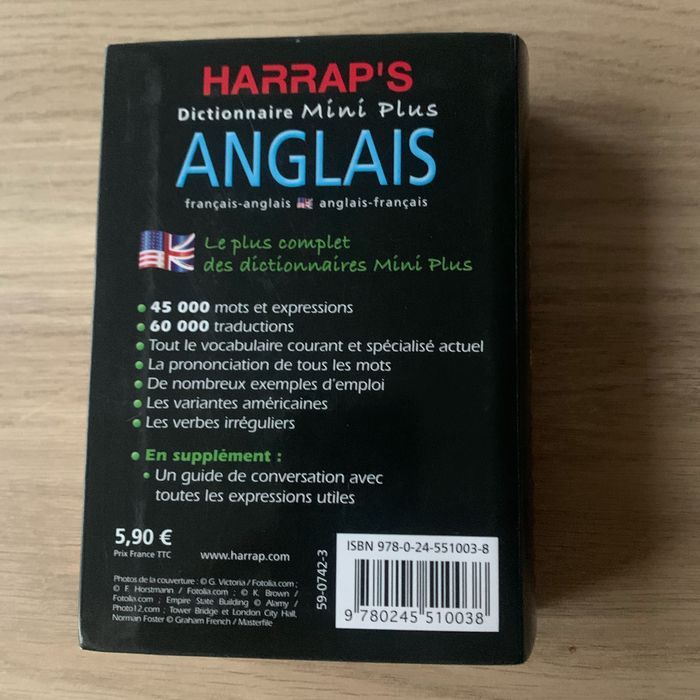 HARRAP'S
Dictionnaire Mini Plus
ANGLAIS
français-anglais anglais-français
Le plus complet
des dictionnaires Mini Plus
• 45 000 mots et expressions
• 60 000 traductions
• Tout le vocabulaire courant et spécialisé actuel
• La prononciation de tous les mots
• De nombreux exemples d'emploi
• Les variantes américaines
• Les verbes irréguliers
• En supplément :
• Un guide de conversation avec
toutes les expressions utiles
5,90 €
Prix France TTC
www.harrap.com
59-0742-3
ISBN 978-0-24-551003-8
9 780245 510038
Photos de la couverture : © G. Victoria / Fotolia.com ;
© F. Horstmann / Fotolia.com ; © K. Brown /
Fotolia.com ; Empire State Building © Alamy /
Photo12.com ; Tower Bridge et London City Hall,
Norman Foster © Graham French / Masterfile